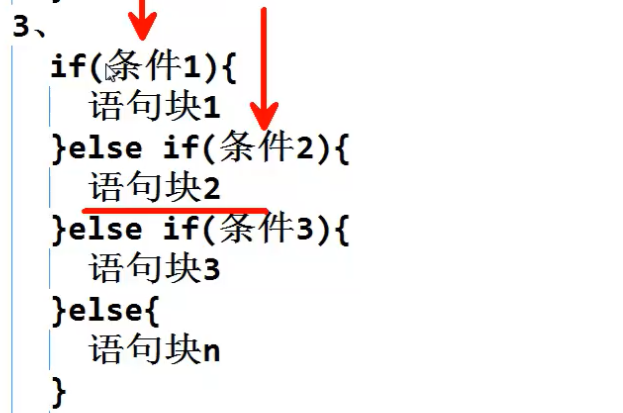 3、
if(条件1){
语句块1
}else if(条件2){
语句块2
}else if(条件3){
语句块3
}else{
语句块n
}